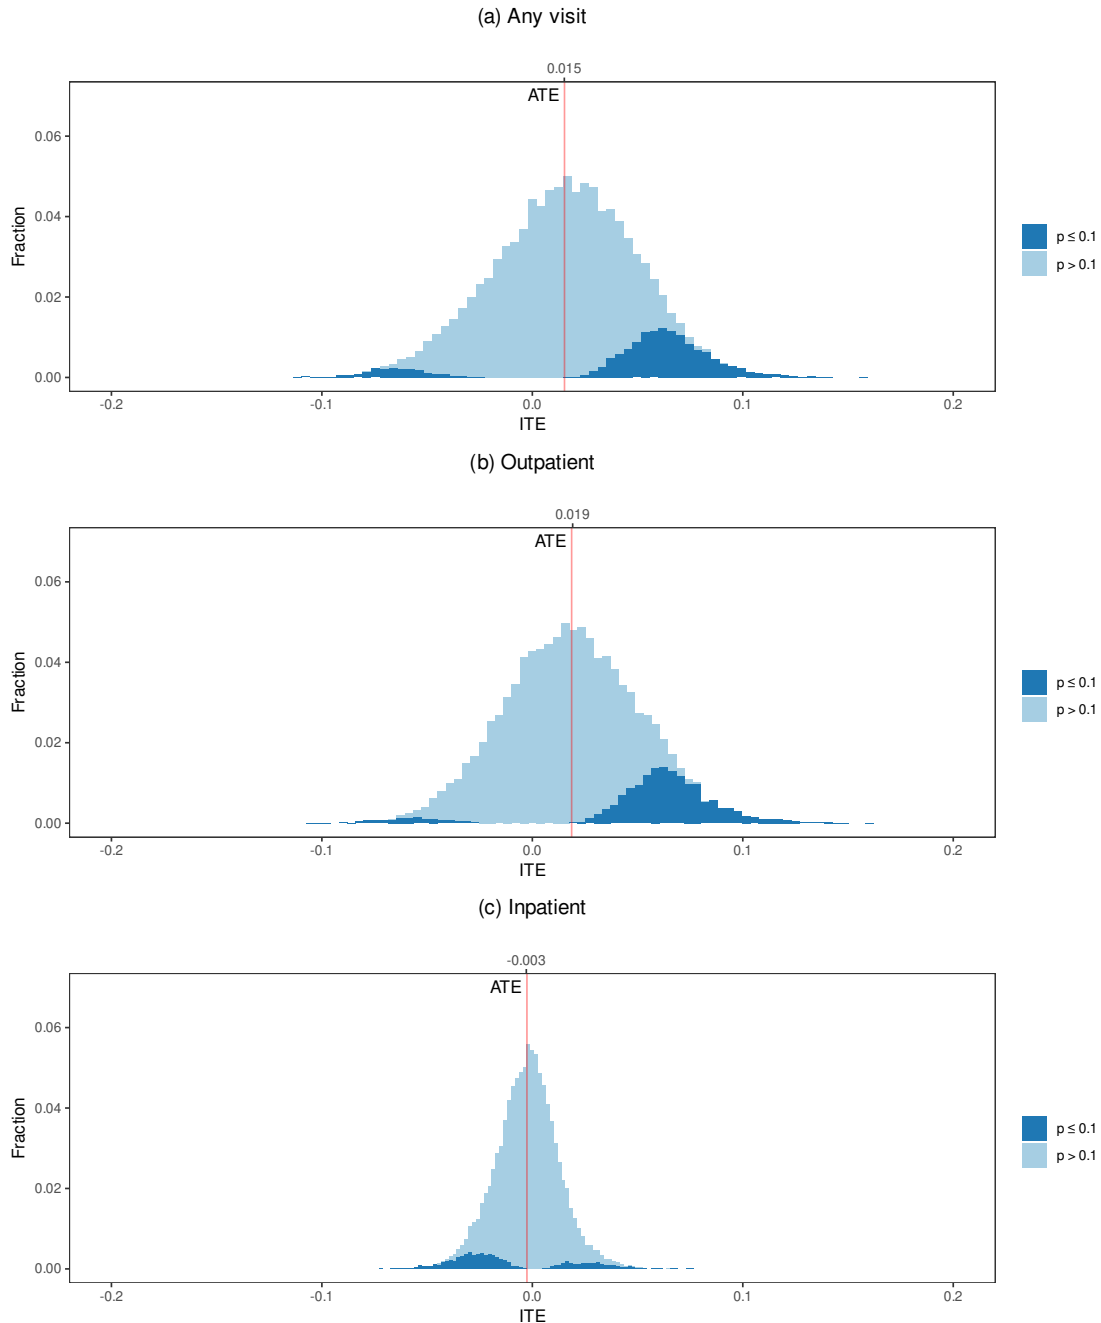 (a) Any visit
0.015
ATE
0.06
0.04
0.02
0.00
Fraction
-0.2 -0.1 0.0 0.1 0.2
ITE
p ≤ 0.1
p > 0.1
(b) Outpatient
0.019
ATE
0.06
0.04
0.02
0.00
Fraction
-0.2 -0.1 0.0 0.1 0.2
ITE
p ≤ 0.1
p > 0.1
(c) Inpatient
-0.003
ATE
0.06
0.04
0.02
0.00
Fraction
-0.2 -0.1 0.0 0.1 0.2
ITE
p ≤ 0.1
p > 0.1